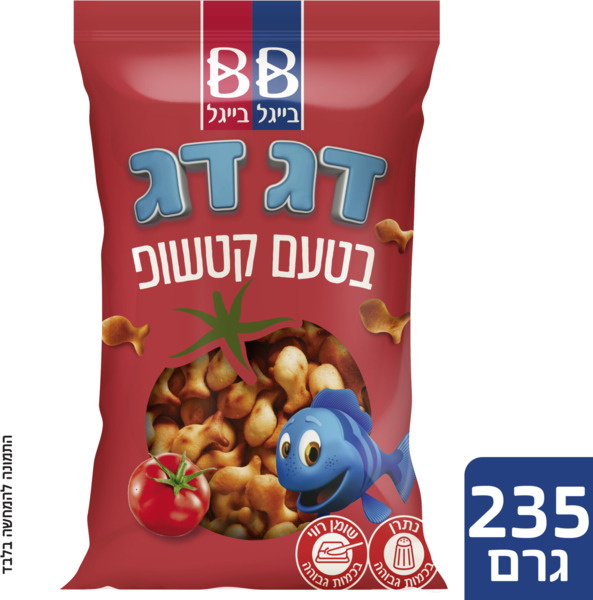 BB
בייגל בייגל
דג דג
בטעם קטשופ
נתרן
בכמות גבוהה
שומן רווי
בכמות גבוהה
235
גרם
התמונה להמחשה בלבד